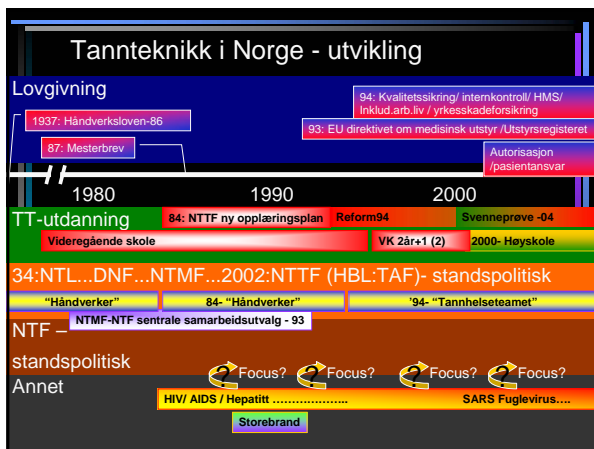 Tannteknikk i Norge - utvikling
Lovgivning
94: Kvalitetssikring/ internkontroll/ HMS/
Inklud.arb.liv / yrkesskadeforsikring
1937: Håndverksloven-86
93: EU direktivet om medisinsk utstyr /Utstyrsregisteret
87: Mesterbrev
Autorisasjon
/pasientansvar
1980 1990 2000
TT-utdanning
84: NTTF ny opplæringsplan
Reform94
Svenneprøve -04
Videregående skole
VK 2år+1 (2)
2000- Høyskole
34:NTL...DNF...NTMF...2002:NTTF (HBL:TAF)- standspolitisk
“Håndverker”
84- “Håndverker”
’94- “Tannhelseteamet”
NTMF-NTF sentrale samarbeidsutvalg - 93
NTF –
standspolitisk
? Focus? ? Focus? ? Focus? ? Focus?
Annet
HIV/ AIDS / Hepatitt ………………...
SARS Fuglevirus….
Storebrand